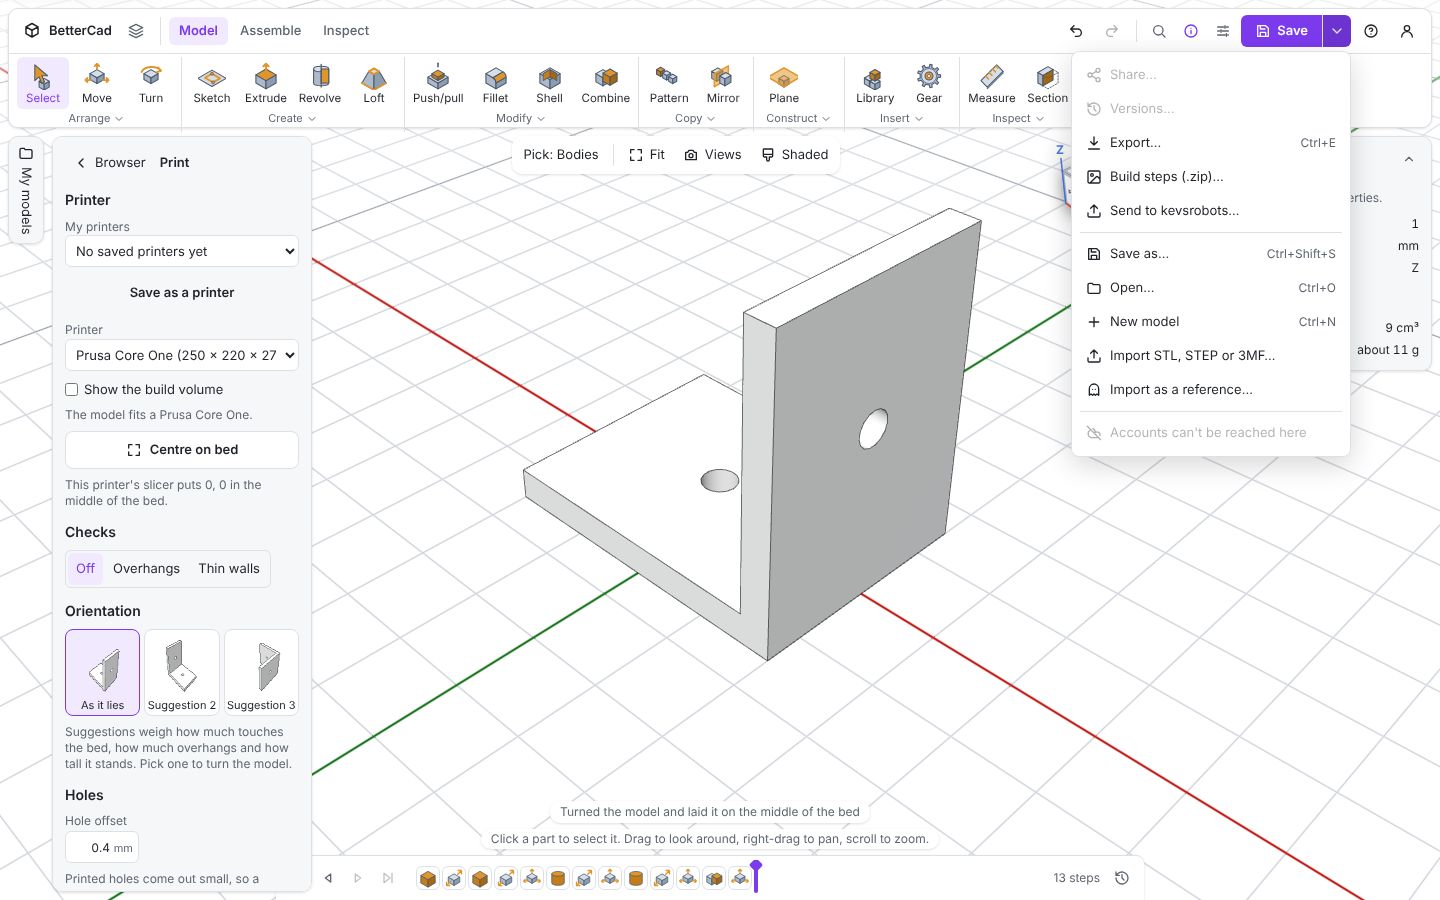 BetterCad
Model
Assemble
Inspect
Save
Select
Move
Turn
Arrange
Sketch
Extrude
Revolve
Loft
Create
Push/pull
Fillet
Shell
Combine
Modify
Pattern
Mirror
Copy
Plane
Construct
Library
Gear
Insert
Measure
Section
Inspect
Share...
Versions...
Export... Ctrl+E
Build steps (.zip)...
Send to kevsrobots...
Save as... Ctrl+Shift+S
Open... Ctrl+O
New model Ctrl+N
Import STL, STEP or 3MF...
Import as a reference...
Accounts can't be reached here
erties.
1
mm
Z
9 cm³
about 11 g
My models
Browser Print
Printer
My printers
No saved printers yet
Save as a printer
Printer
Prusa Core One (250 × 220 × 27
Show the build volume
The model fits a Prusa Core One.
Centre on bed
This printer's slicer puts 0, 0 in the
middle of the bed.
Checks
Off Overhangs Thin walls
Orientation
As it lies
Suggestion 2
Suggestion 3
Suggestions weigh how much touches
the bed, how much overhangs and how
tall it stands. Pick one to turn the model.
Holes
Hole offset
0.4 mm
Printed holes come out small, so a
Pick: Bodies
Fit
Views
Shaded
Z
Turned the model and laid it on the middle of the bed
Click a part to select it. Drag to look around, right-drag to pan, scroll to zoom.
13 steps